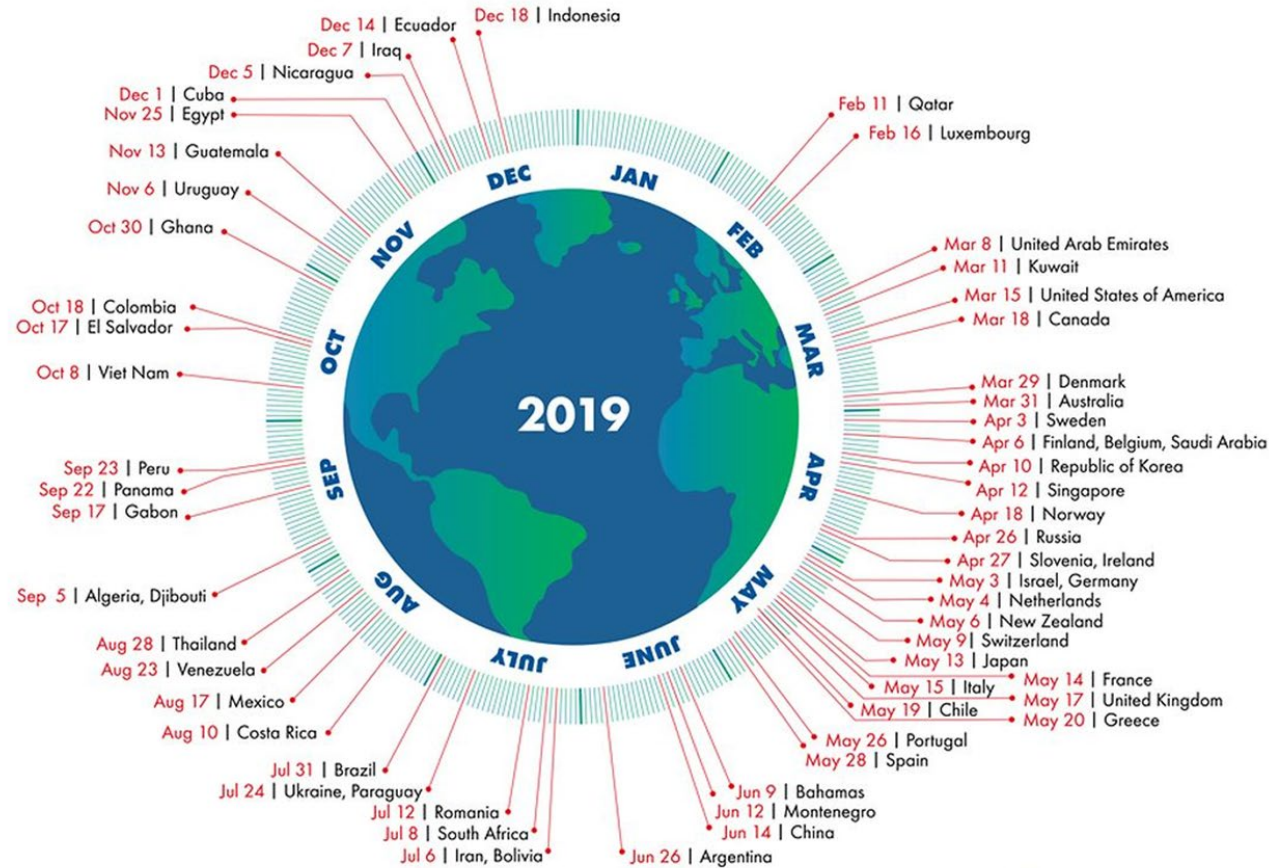 Dec 18 | Indonesia
Dec 14 | Ecuador
Dec 7 | Iraq
Dec 5 | Nicaragua
Dec 1 | Cuba
Nov 25 | Egypt
Nov 13 | Guatemala
Nov 6 | Uruguay
Oct 30 | Ghana
Oct 18 | Colombia
Oct 17 | El Salvador
Oct 8 | Viet Nam
Sep 23 | Peru
Sep 22 | Panama
Sep 17 | Gabon
Sep 5 | Algeria, Djibouti
Aug 28 | Thailand
Aug 23 | Venezuela
Aug 17 | Mexico
Aug 10 | Costa Rica
Jul 31 | Brazil
Jul 24 | Ukraine, Paraguay
Jul 12 | Romania
Jul 8 | South Africa
Jul 6 | Iran, Bolivia
JAN
FEB
MAR
APR
MAY
JUNE
JULY
AUG
SEP
OCT
NOV
DEC
2019
Feb 11 | Qatar
Feb 16 | Luxembourg
Mar 8 | United Arab Emirates
Mar 11 | Kuwait
Mar 15 | United States of America
Mar 18 | Canada
Mar 29 | Denmark
Mar 31 | Australia
Apr 3 | Sweden
Apr 6 | Finland, Belgium, Saudi Arabia
Apr 10 | Republic of Korea
Apr 12 | Singapore
Apr 18 | Norway
Apr 26 | Russia
Apr 27 | Slovenia, Ireland
May 3 | Israel, Germany
May 4 | Netherlands
May 6 | New Zealand
May 9| Switzerland
May 13 | Japan
May 14 | France
May 15 | Italy
May 17 | United Kingdom
May 19 | Chile
May 20 | Greece
May 26 | Portugal
May 28 | Spain
Jun 9 | Bahamas
Jun 12 | Montenegro
Jun 14 | China
Jun 26 | Argentina